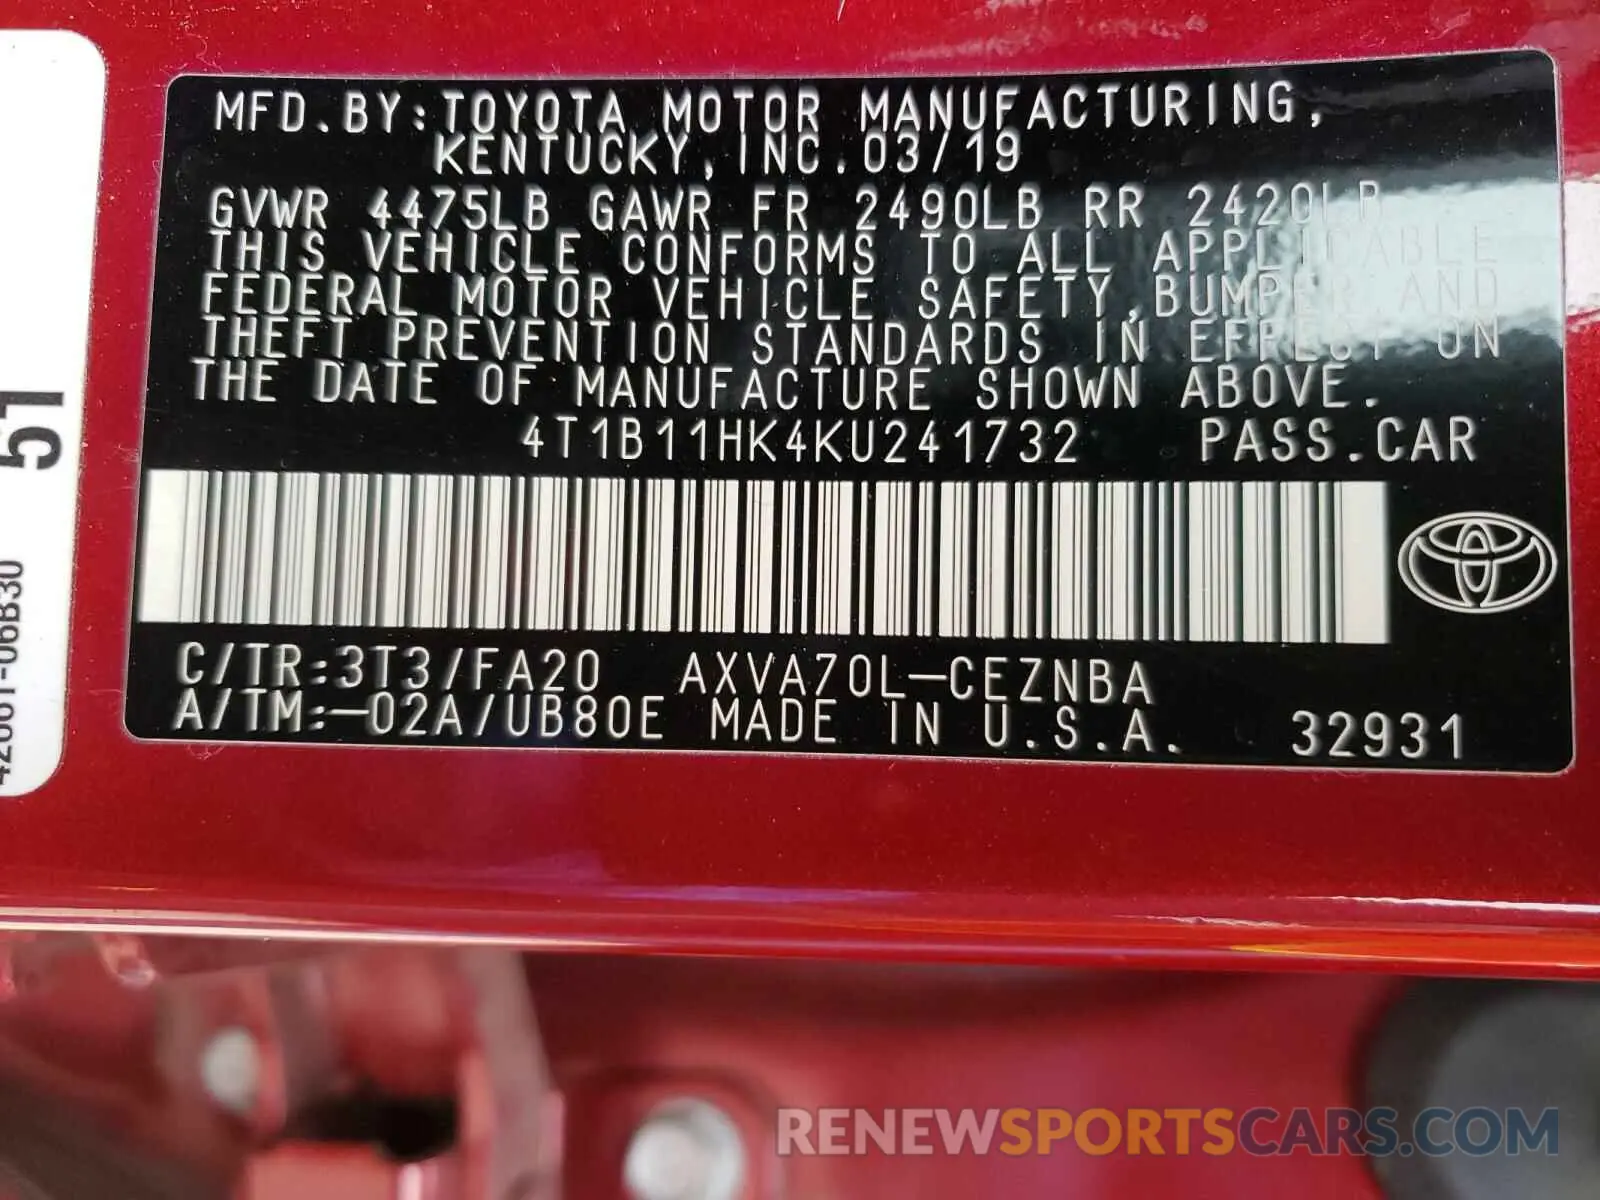 MFD.BY:TOYOTA MOTOR MANUFACTURING,
KENTUCKY,INC.03/19
GVWR 4475LB GAWR FR 2490LB RR 2420LB
THIS VEHICLE CONFORMS TO ALL APPLICABLE
FEDERAL MOTOR VEHICLE SAFETY,BUMPER,AND
THEFT PREVENTION STANDARDS IN EFFECT ON
THE DATE OF MANUFACTURE SHOWN ABOVE.
4T1B11HK4KU241732 PASS.CAR
C/TR:3T3/FA20 AXVA70L-CEZNBA
A/TM:-02A/UB80E MADE IN U.S.A. 32931
51
RENEWSPORTSCARS.COM